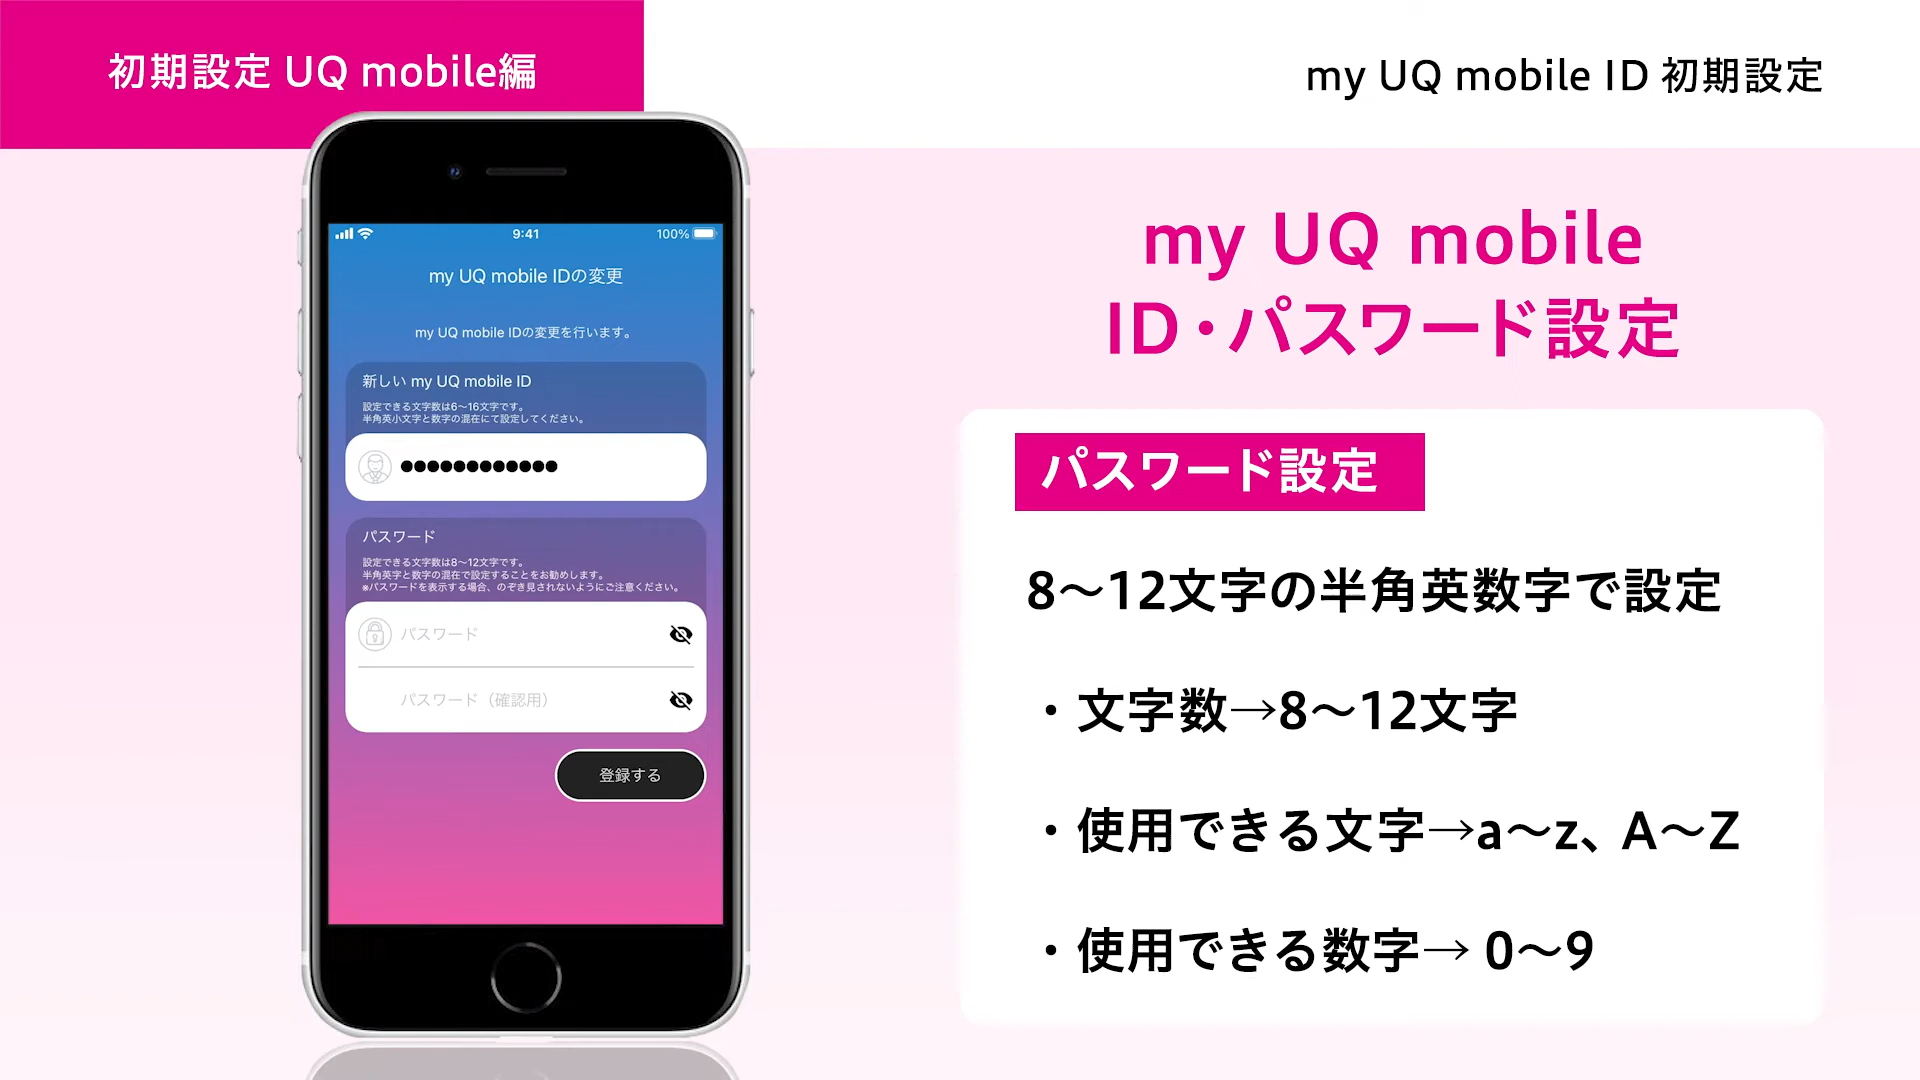 初期設定 UQ mobile編
my UQ mobile ID 初期設定
9:41
100%
my UQ mobile IDの変更
my UQ mobile IDの変更を行います。
新しい my UQ mobile ID
設定できる文字数は6〜16文字です。
半角英小文字と数字の混在にて設定してください。
●●●●●●●●●●●●
パスワード
設定できる文字数は8〜12文字です。
半角英字と数字の混在で設定することをお勧めします。
※パスワードを表示する場合、のぞき見されないようにご注意ください。
パスワード
パスワード（確認用）
登録する
my UQ mobile
ID・パスワード設定
パスワード設定
8〜12文字の半角英数字で設定
・文字数→8〜12文字
・使用できる文字→a〜z、A〜Z
・使用できる数字→ 0〜9